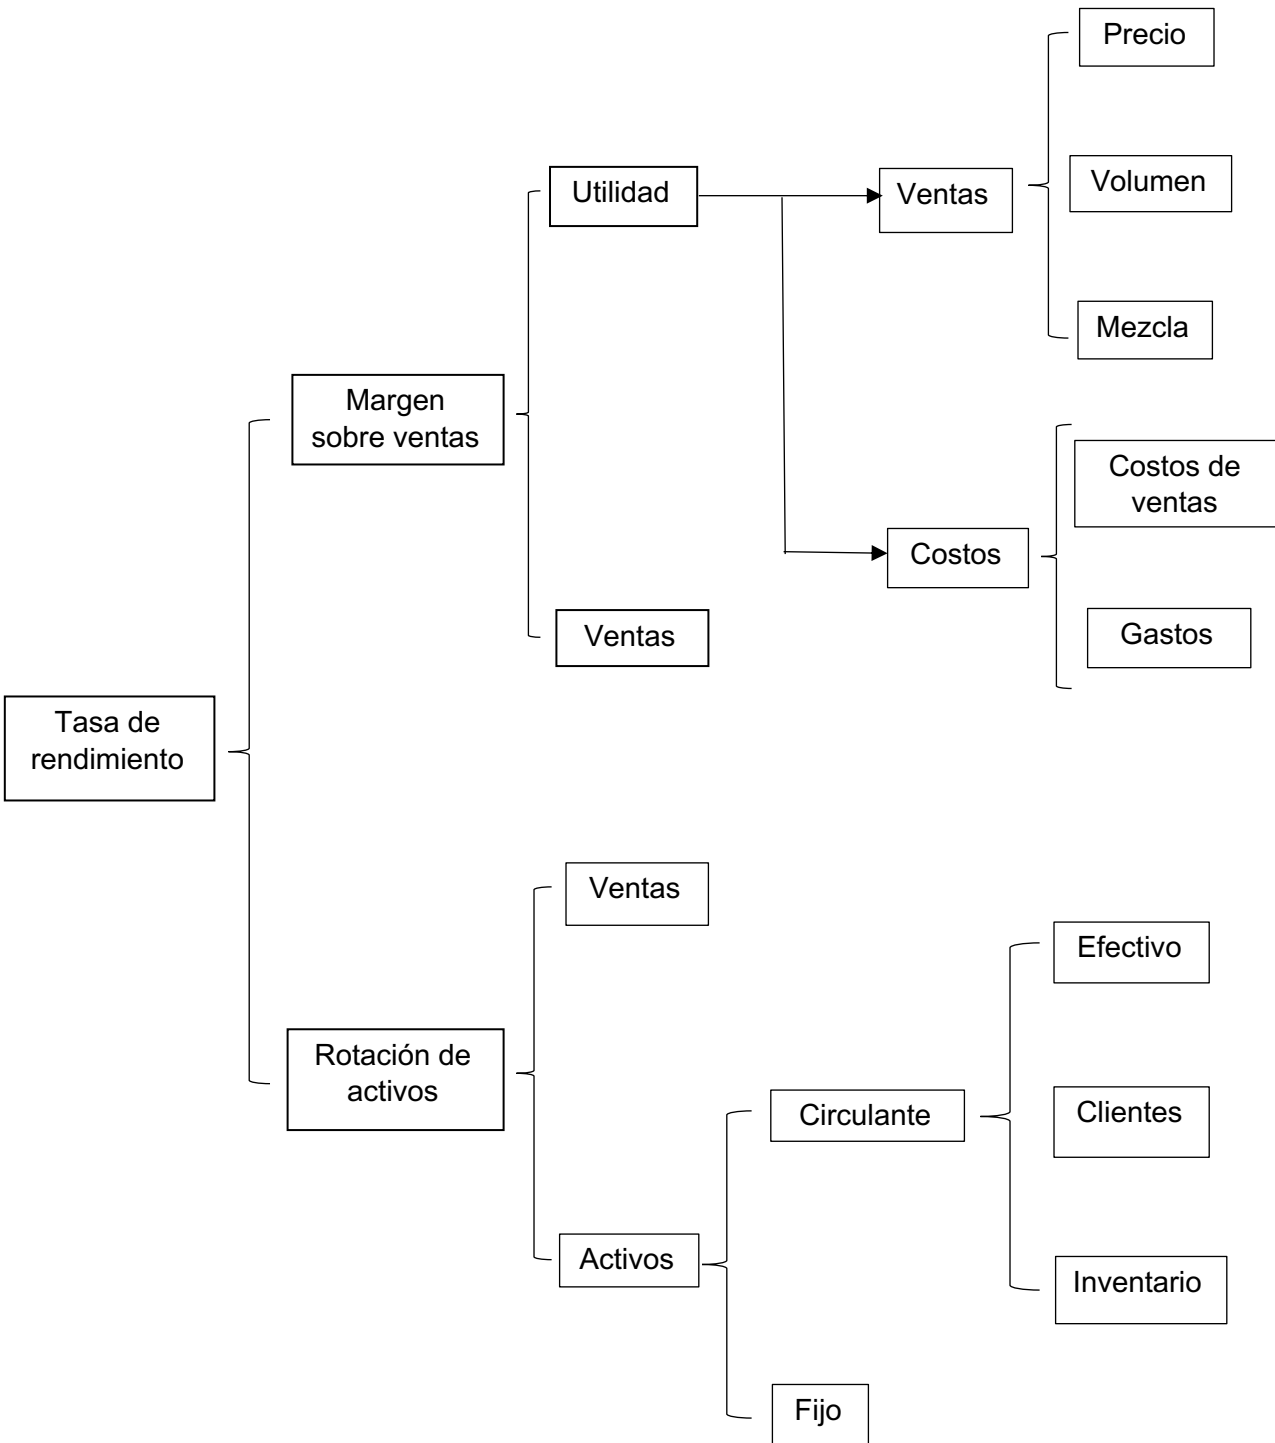 Precio
Utilidad
Ventas
Volumen
Mezcla
Margen
sobre ventas
Costos de
ventas
Costos
Ventas
Gastos
Tasa de
rendimiento
Ventas
Efectivo
Rotación de
activos
Circulante
Clientes
Activos
Inventario
Fijo